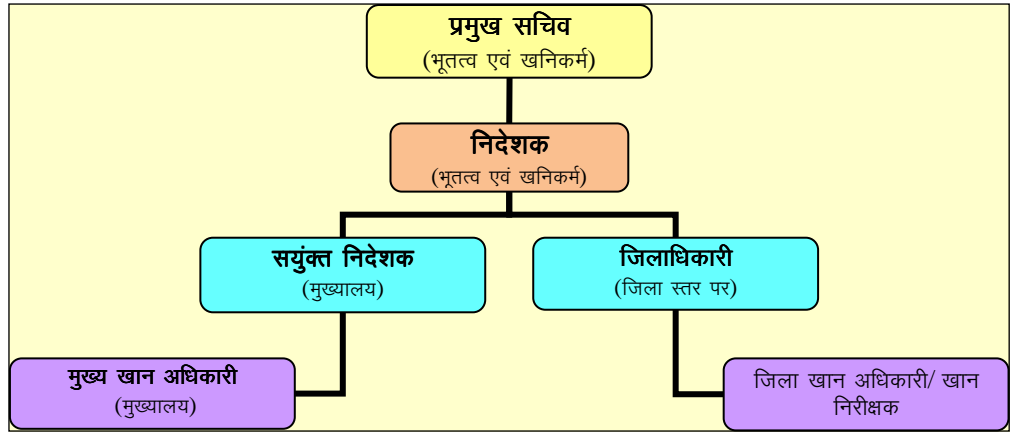 प्रमुख सचिव
(भूतत्व एवं खनिकर्म)
निदेशक
(भूतत्व एवं खनिकर्म)
सयुंक्त निदेशक
(मुख्यालय)
जिलाधिकारी
(जिला स्तर पर)
मुख्य खान अधिकारी
(मुख्यालय)
जिला खान अधिकारी/ खान
निरीक्षक